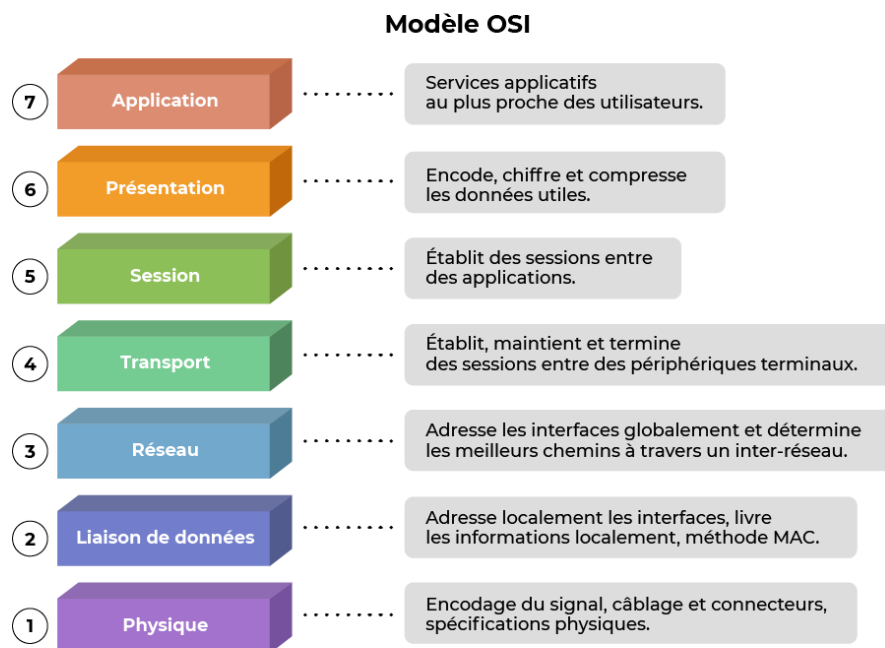 Modèle OSI
7
Application
Services applicatifs
au plus proche des utilisateurs.
6
Présentation
Encode, chiffre et compresse
les données utiles.
5
Session
Établit des sessions entre
des applications.
4
Transport
Établit, maintient et termine
des sessions entre des périphériques terminaux.
3
Réseau
Adresse les interfaces globalement et détermine
les meilleurs chemins à travers un inter-réseau.
2
Liaison de données
Adresse localement les interfaces, livre
les informations localement, méthode MAC.
1
Physique
Encodage du signal, câblage et connecteurs,
spécifications physiques.